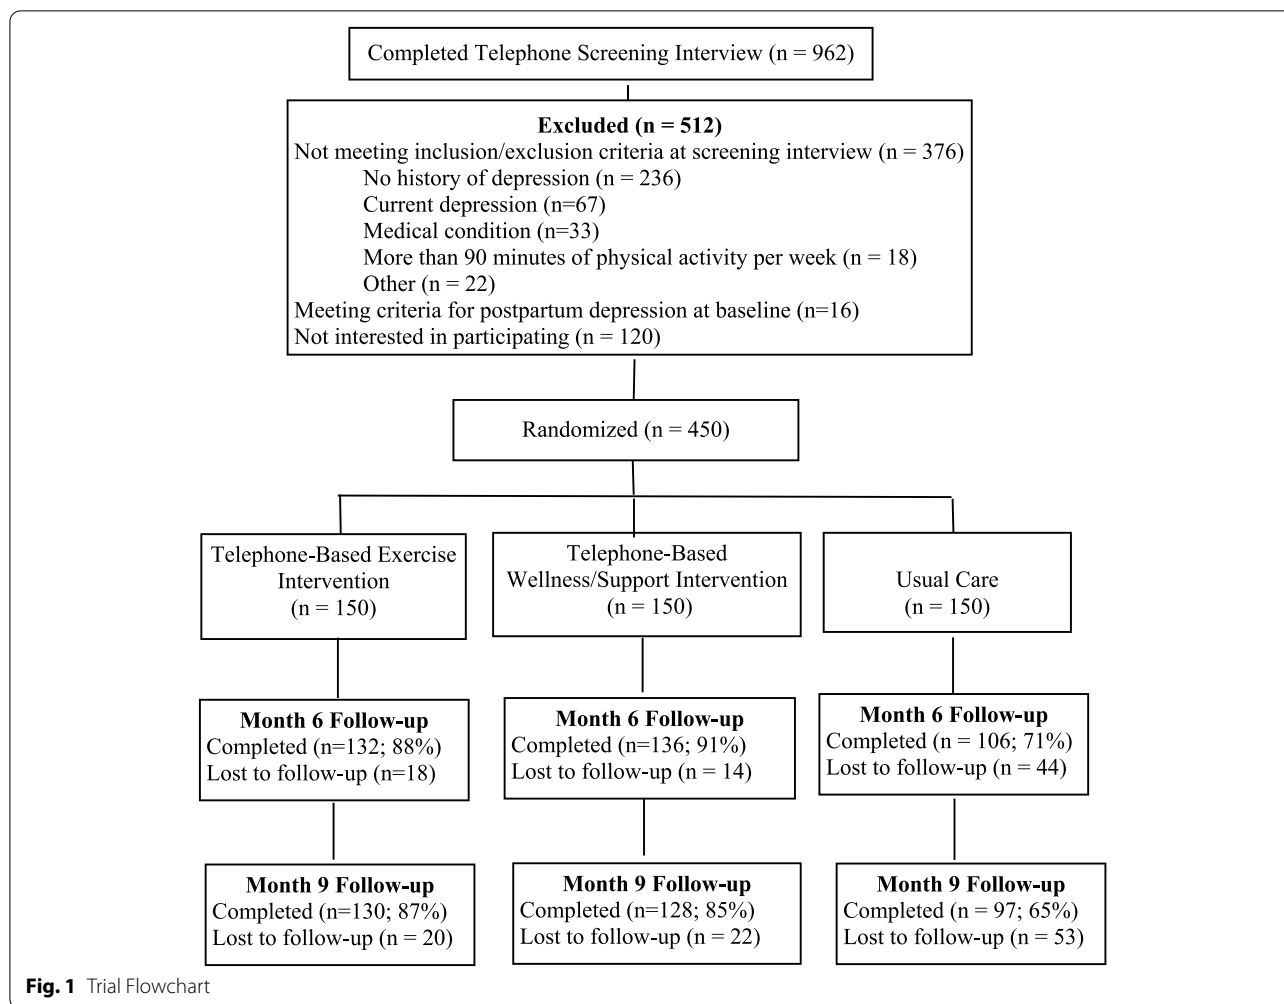 Completed Telephone Screening Interview (n = 962)
Excluded (n = 512)
Not meeting inclusion/exclusion criteria at screening interview (n = 376)
No history of depression (n = 236)
Current depression (n=67)
Medical condition (n=33)
More than 90 minutes of physical activity per week (n = 18)
Other (n = 22)
Meeting criteria for postpartum depression at baseline (n=16)
Not interested in participating (n = 120)
Randomized (n = 450)
Telephone-Based Exercise
Intervention
(n = 150)
Telephone-Based
Wellness/Support Intervention
(n = 150)
Usual Care
(n = 150)
Month 6 Follow-up
Completed (n=132; 88%)
Lost to follow-up (n=18)
Month 6 Follow-up
Completed (n=136; 91%)
Lost to follow-up (n = 14)
Month 6 Follow-up
Completed (n = 106; 71%)
Lost to follow-up (n = 44)
Month 9 Follow-up
Completed (n=130; 87%)
Lost to follow-up (n = 20)
Month 9 Follow-up
Completed (n=128; 85%)
Lost to follow-up (n = 22)
Month 9 Follow-up
Completed (n = 97; 65%)
Lost to follow-up (n = 53)
Fig. 1 Trial Flowchart